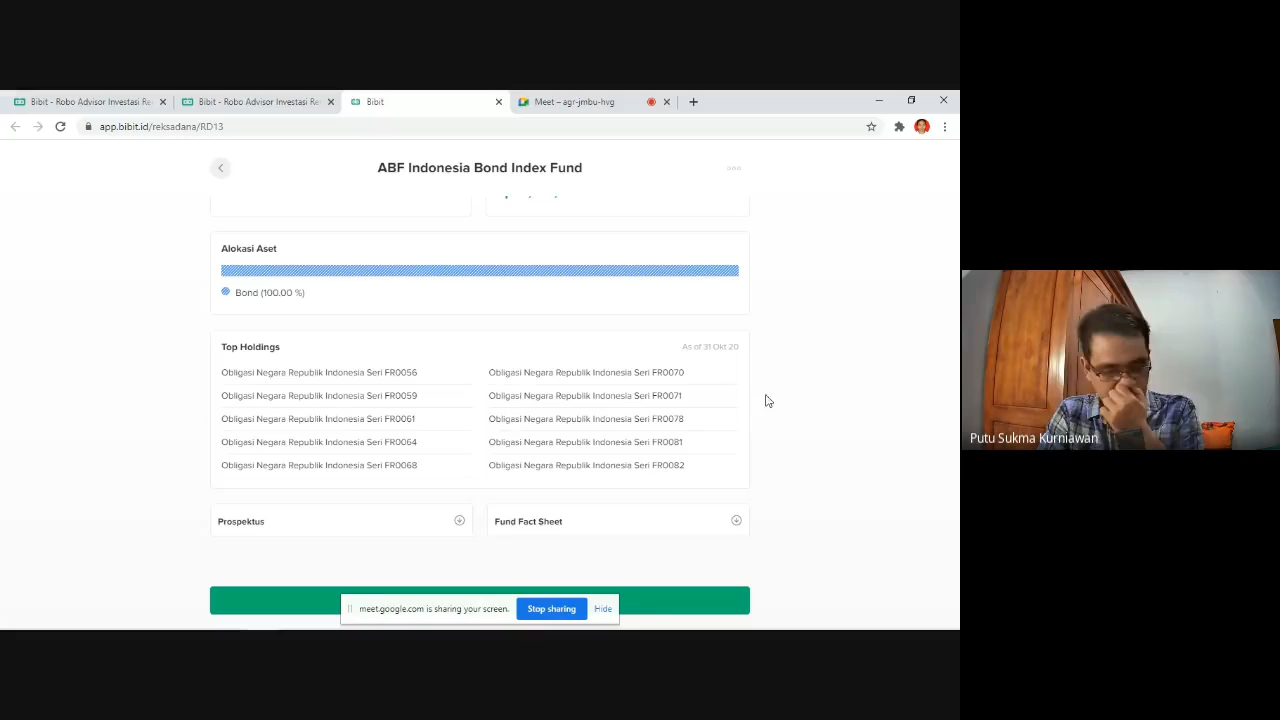 Bibit - Robo Advisor Investasi Re
Bibit - Robo Advisor Investasi Re
Bibit
Meet – agr-jmbu-hvg
app.bibit.id/reksadana/RD13
ABF Indonesia Bond Index Fund
Alokasi Aset
Bond (100.00 %)
Top Holdings
As of 31 Okt 20
Obligasi Negara Republik Indonesia Seri FR0056
Obligasi Negara Republik Indonesia Seri FR0070
Obligasi Negara Republik Indonesia Seri FR0059
Obligasi Negara Republik Indonesia Seri FR0071
Obligasi Negara Republik Indonesia Seri FR0061
Obligasi Negara Republik Indonesia Seri FR0078
Obligasi Negara Republik Indonesia Seri FR0064
Obligasi Negara Republik Indonesia Seri FR0081
Obligasi Negara Republik Indonesia Seri FR0068
Obligasi Negara Republik Indonesia Seri FR0082
Prospektus
Fund Fact Sheet
meet.google.com is sharing your screen.
Stop sharing
Hide
Putu Sukma Kurniawan